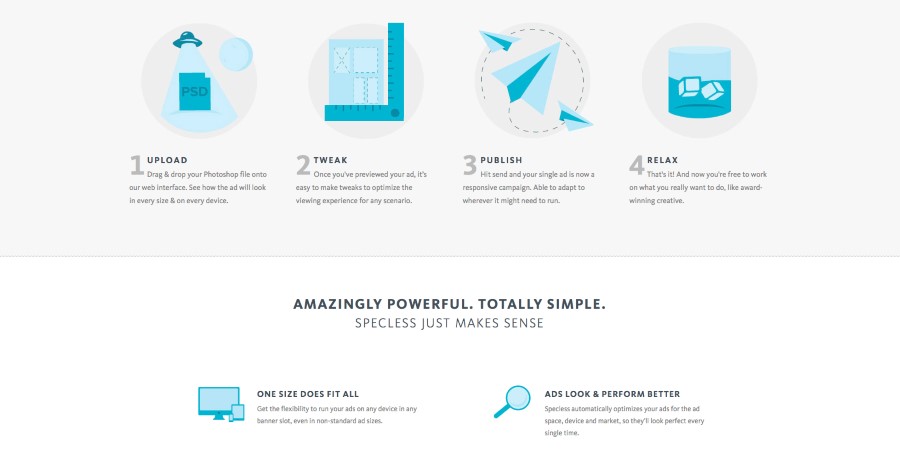 PSD
1 UPLOAD
Drag & drop your Photoshop file onto
our web interface. See how the ad will look
in every size & on every device.
2 TWEAK
Once you've previewed your ad, it's
easy to make tweaks to optimize the
viewing experience for any scenario.
3 PUBLISH
Hit send and your single ad is now a
responsive campaign. Able to adapt to
wherever it might need to run.
4 RELAX
That's it! And now you're free to work
on what you really want to do, like award-
winning creative.
AMAZINGLY POWERFUL. TOTALLY SIMPLE.
SPECLESS JUST MAKES SENSE
ONE SIZE DOES FIT ALL
Get the flexibility to run your ads on any device in any
banner slot, even in non-standard ad sizes.
ADS LOOK & PERFORM BETTER
Specless automatically optimizes your ads for the ad
space, device and market, so they'll look perfect every
single time.